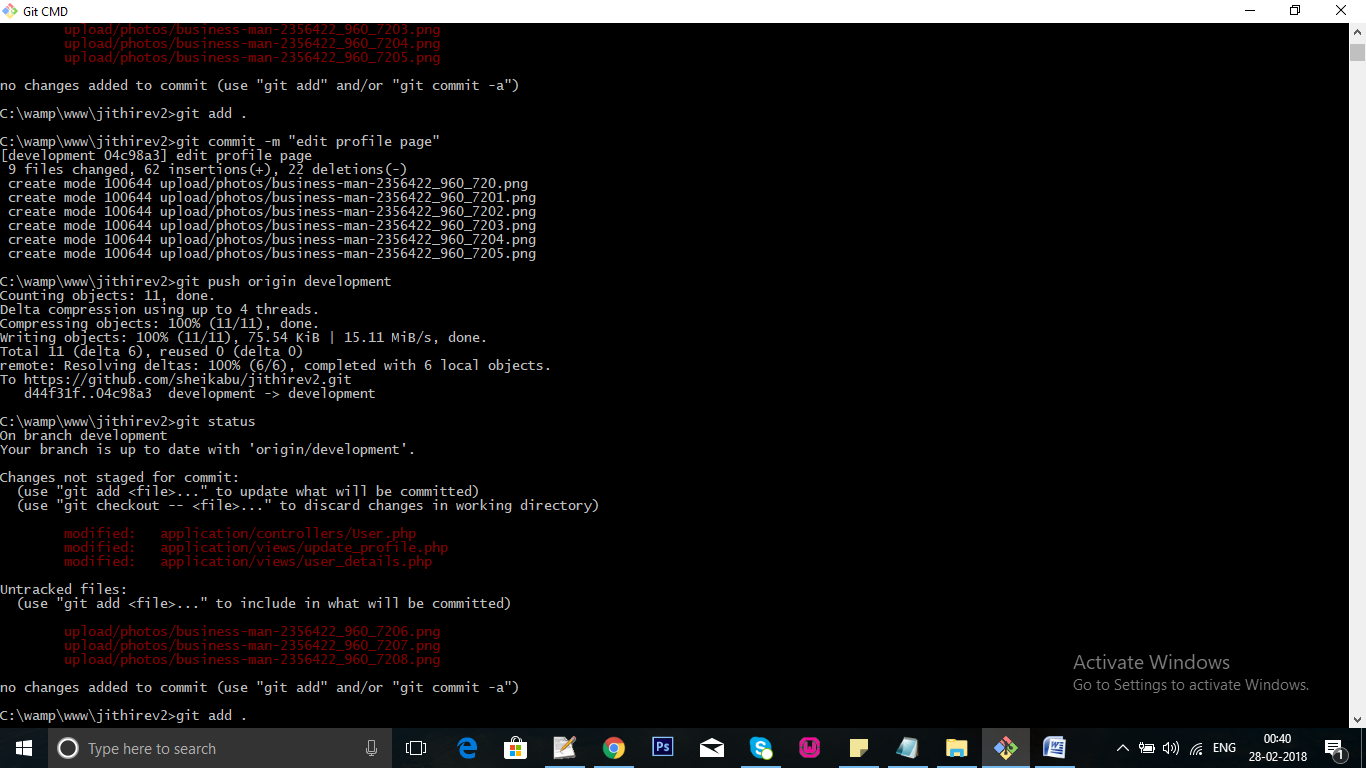 Git CMD
upload/photos/business-man-2356422_960_7203.png
upload/photos/business-man-2356422_960_7204.png
upload/photos/business-man-2356422_960_7205.png
no changes added to commit (use "git add" and/or "git commit -a")
C:\wamp\www\jithirev2>git add .
C:\wamp\www\jithirev2>git commit -m "edit profile page"
[development 04c98a3] edit profile page
9 files changed, 62 insertions(+), 22 deletions(-)
create mode 100644 upload/photos/business-man-2356422_960_720.png
create mode 100644 upload/photos/business-man-2356422_960_7201.png
create mode 100644 upload/photos/business-man-2356422_960_7202.png
create mode 100644 upload/photos/business-man-2356422_960_7203.png
create mode 100644 upload/photos/business-man-2356422_960_7204.png
create mode 100644 upload/photos/business-man-2356422_960_7205.png
C:\wamp\www\jithirev2>git push origin development
Counting objects: 11, done.
Delta compression using up to 4 threads.
Compressing objects: 100% (11/11), done.
Writing objects: 100% (11/11), 75.54 KiB | 15.11 MiB/s, done.
Total 11 (delta 6), reused 0 (delta 0)
remote: Resolving deltas: 100% (6/6), completed with 6 local objects.
To https://github.com/sheikabu/jithirev2.git
d44f31f..04c98a3  development -> development
C:\wamp\www\jithirev2>git status
On branch development
Your branch is up to date with 'origin/development'.
Changes not staged for commit:
(use "git add <file>..." to update what will be committed)
(use "git checkout -- <file>..." to discard changes in working directory)
modified:   application/controllers/User.php
modified:   application/views/update_profile.php
modified:   application/views/user_details.php
Untracked files:
(use "git add <file>..." to include in what will be committed)
upload/photos/business-man-2356422_960_7206.png
upload/photos/business-man-2356422_960_7207.png
upload/photos/business-man-2356422_960_7208.png
no changes added to commit (use "git add" and/or "git commit -a")
C:\wamp\www\jithirev2>git add .
Activate Windows
Go to Settings to activate Windows.
Type here to search
Ps
ENG
00:40
28-02-2018
1